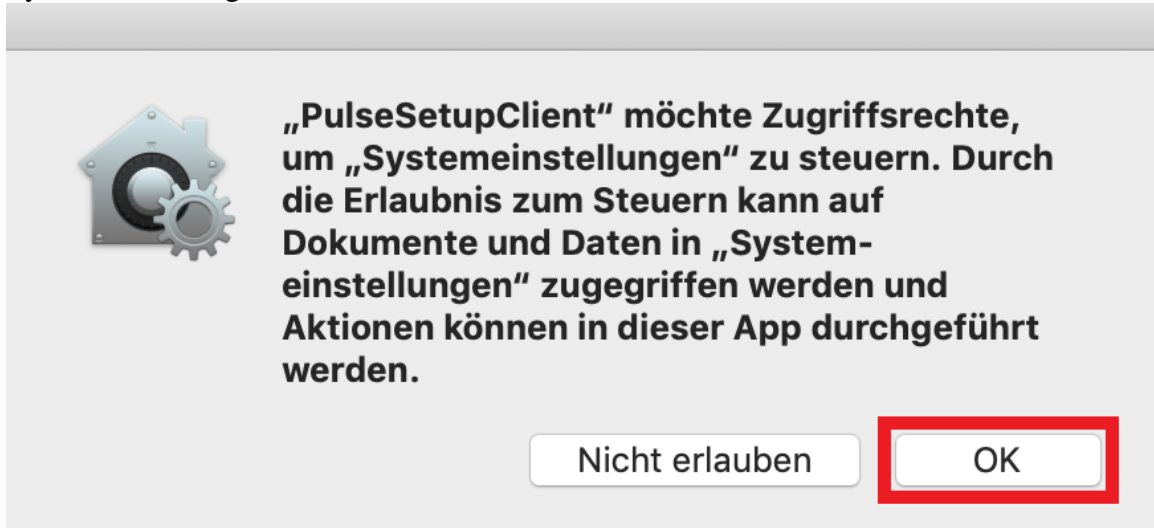 „PulseSetupClient“ möchte Zugriffsrechte,
um „Systemeinstellungen“ zu steuern. Durch
die Erlaubnis zum Steuern kann auf
Dokumente und Daten in „System-
einstellungen“ zugegriffen werden und
Aktionen können in dieser App durchgeführt
werden.
Nicht erlauben
OK